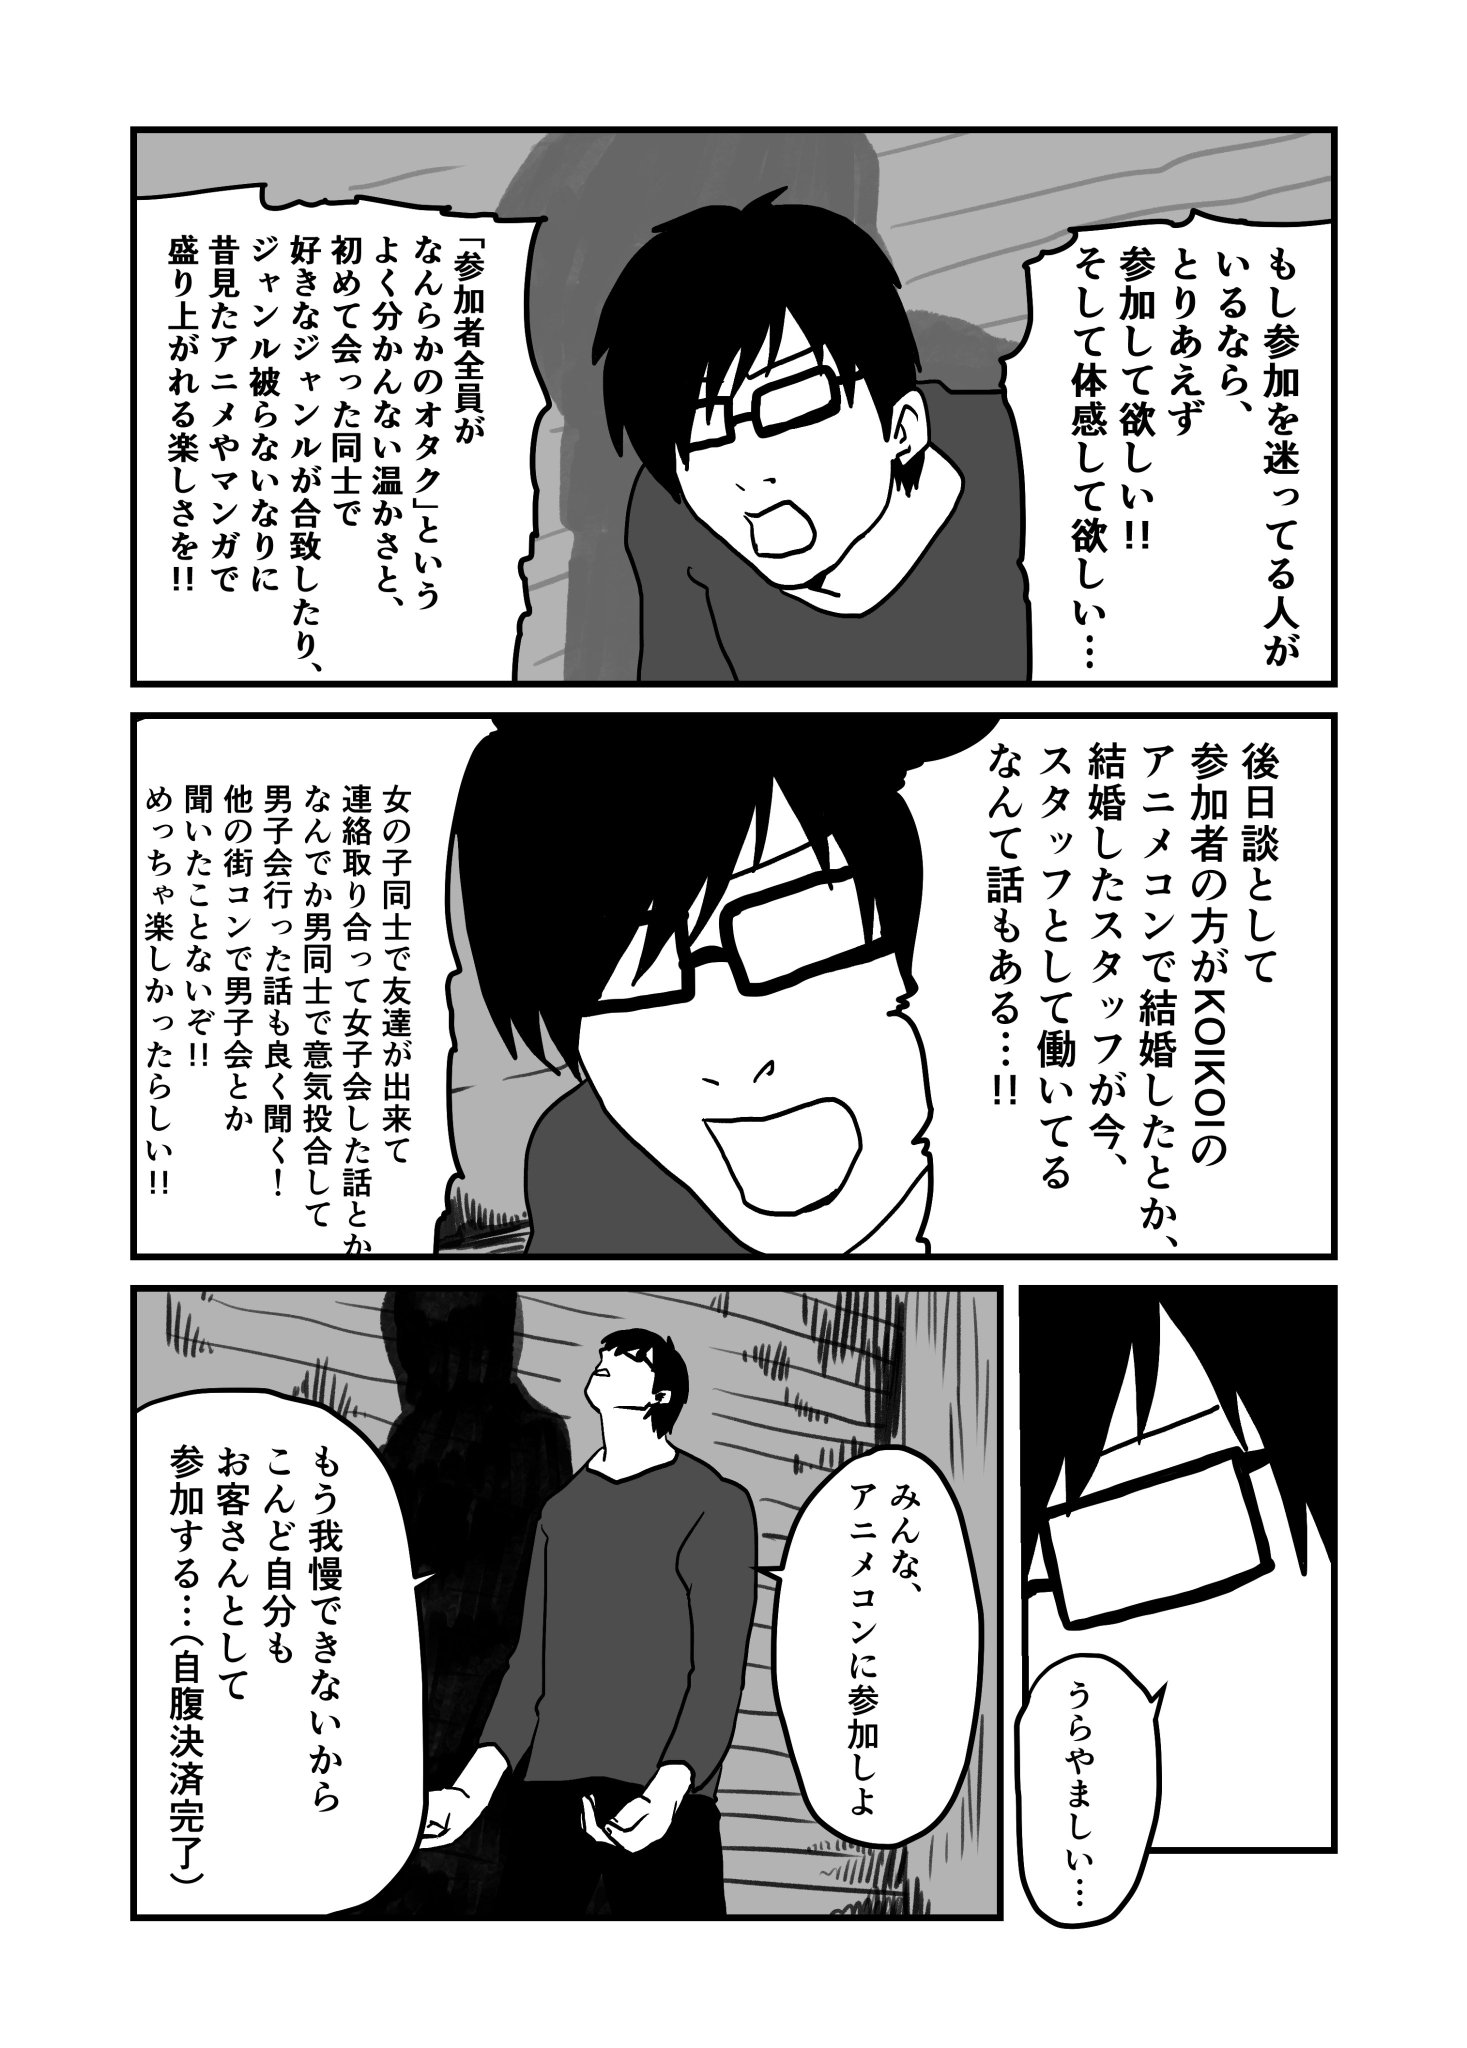 もし参加を迷ってる人が
いるなら、
とりあえず
参加して欲しい!!
そして体感して欲しい…
「参加者全員が
なんらかのオタク」という
よく分かんない温かさと、
初めて会った同士で
好きなジャンルが合致したり、
ジャンル被らないなりに
昔見たアニメやマンガで
盛り上がれる楽しさを!!
後日談として
参加者の方がKOIKOIの
アニメコンで結婚したとか、
結婚したスタッフが今、
スタッフとして働いてる
なんて話もある…!!
女の子同士で友達が出来て
連絡取り合って女子会した話とか
なんでか男同士で意気投合して
男子会行った話も良く聞く!
他の街コンで男子会とか
聞いたことないぞ!!
めっちゃ楽しかったらしい!!
うらやましい…
みんな、
アニメコンに参加しよ
もう我慢できないから
こんど自分も
お客さんとして
参加する…(自腹決済完了)